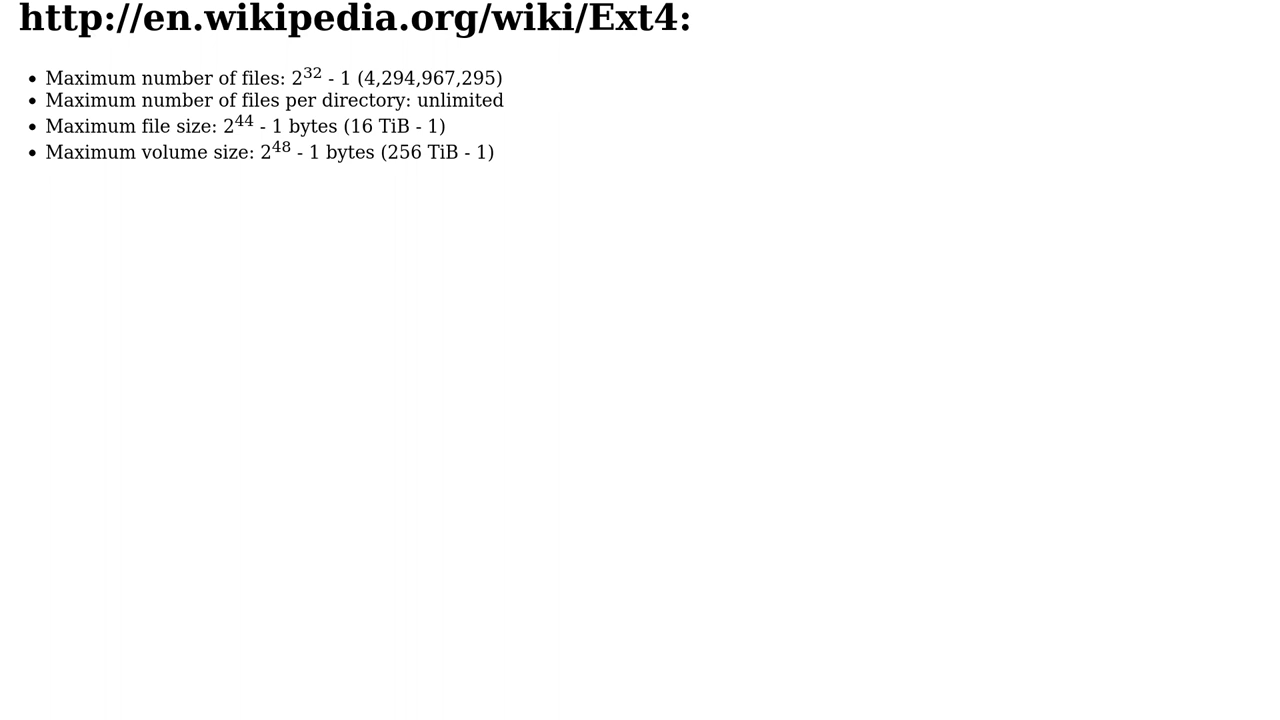 http://en.wikipedia.org/wiki/Ext4:
• Maximum number of files: 2³² - 1 (4,294,967,295)
• Maximum number of files per directory: unlimited
• Maximum file size: 2⁴⁴ - 1 bytes (16 TiB - 1)
• Maximum volume size: 2⁴⁸ - 1 bytes (256 TiB - 1)